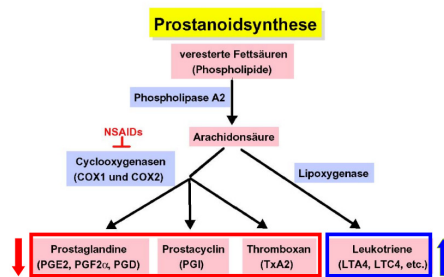 Prostanoidsynthese
veresterte Fettsäuren
(Phospholipide)
Phospholipase A2
NSAIDs
Arachidonsäure
Cyclooxygenasen
(COX1 und COX2)
Lipoxygenase
Prostaglandine
(PGE2, PGF2α, PGD)
Prostacyclin
(PGI)
Thromboxan
(TxA2)
Leukotriene
(LTA4, LTC4, etc.)